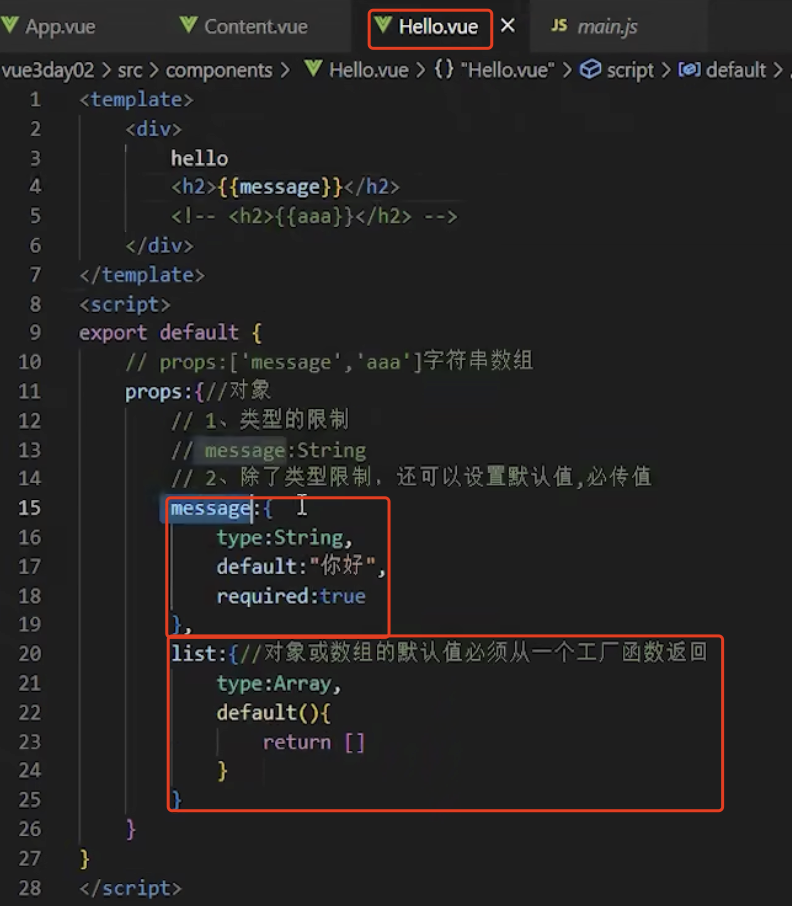 App.vue Content.vue Hello.vue × JS main.js
vue3day02 > src > components > Hello.vue > {} "Hello.vue" > script > default >
1 <template>
2 <div>
3 hello
4 <h2>{{message}}</h2>
5 <!-- <h2>{{aaa}}</h2> -->
6 </div>
7 </template>
8 <script>
9 export default {
10 // props:['message','aaa']字符串数组
11 props:{//对象
12 // 1、类型的限制
13 // message:String
14 // 2、除了类型限制，还可以设置默认值,必传值
15 message:{
16 type:String,
17 default:"你好",
18 required:true
19 },
20 list:{//对象或数组的默认值必须从一个工厂函数返回
21 type:Array,
22 default(){
23 return []
24 }
25 }
26 }
27 }
28 </script>